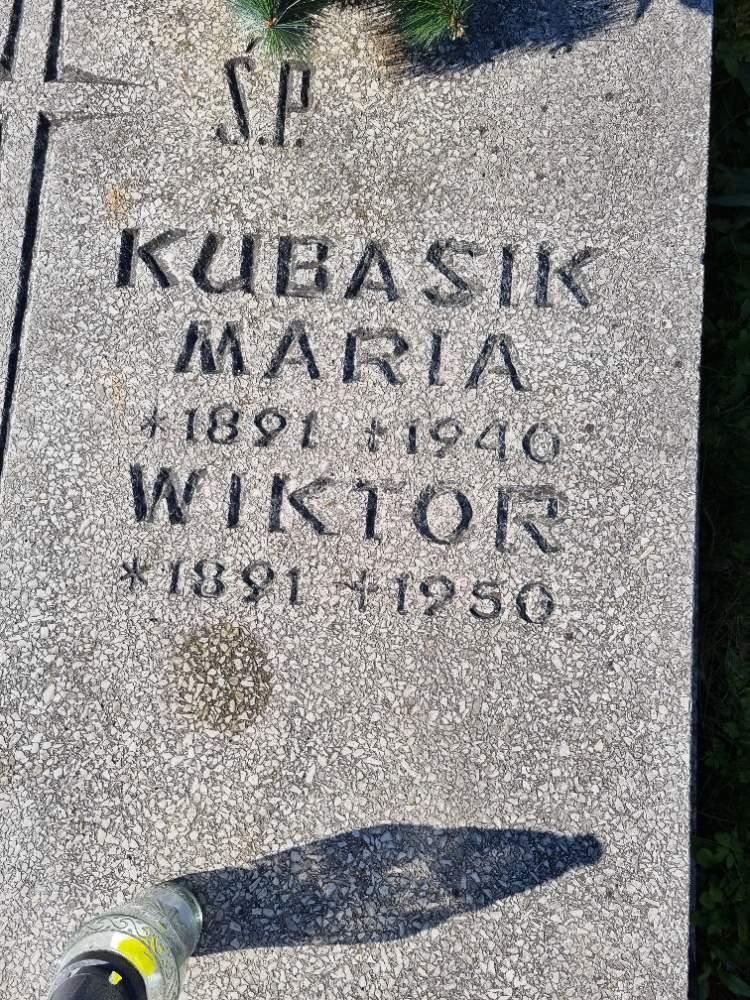 Ś.P.
KUBASIK
MARIA
*1891 +1940
WIKTOR
*1891 +1950